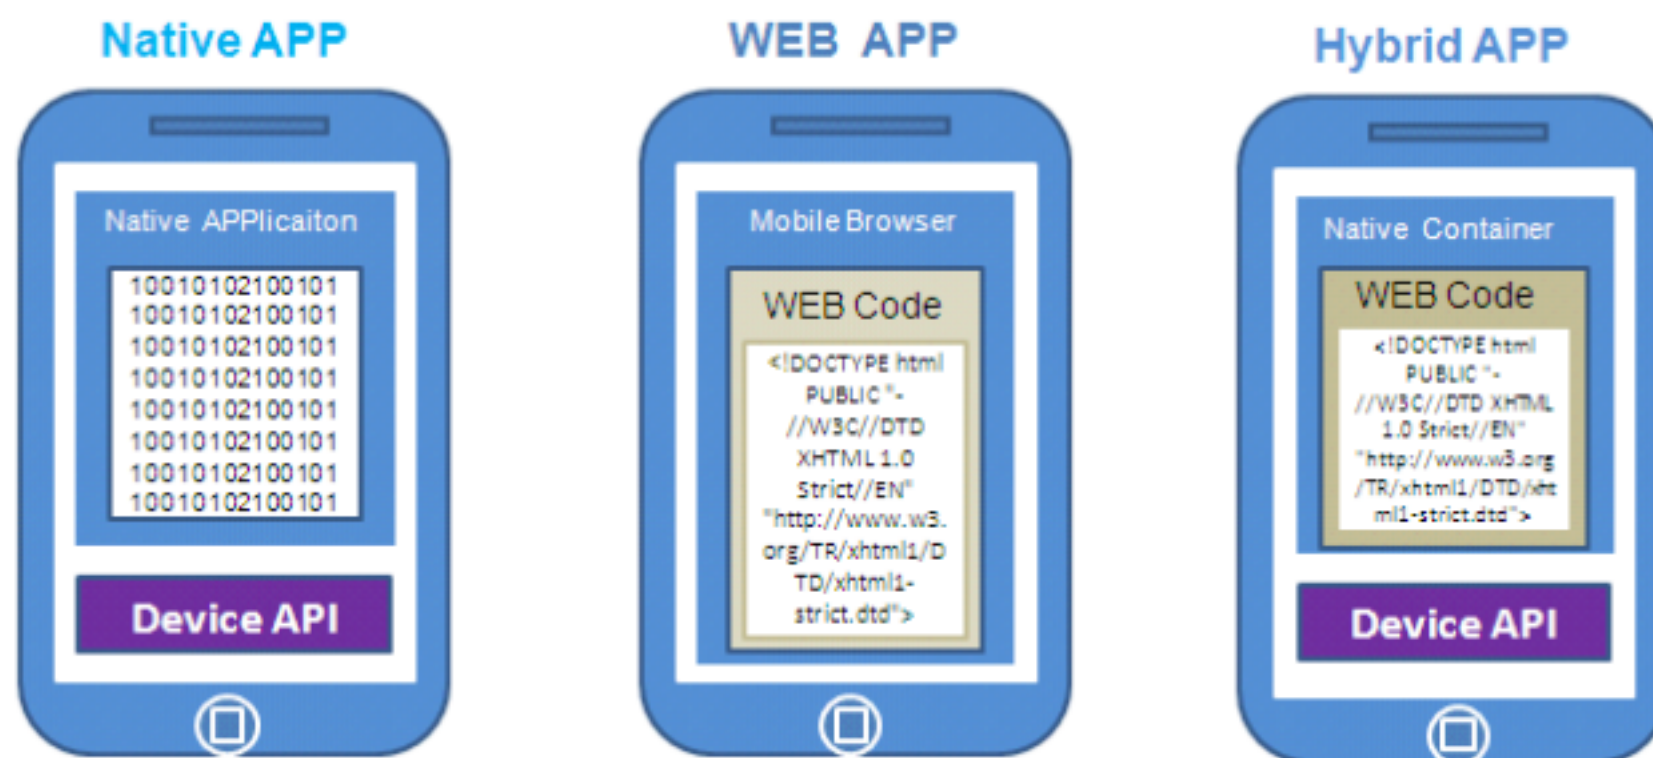 Native APP
Native APPlicaiton
10010102100101
10010102100101
10010102100101
10010102100101
10010102100101
10010102100101
10010102100101
10010102100101
Device API
WEB APP
Mobile Browser
WEB Code
<!DOCTYPE html
PUBLIC "-
//W3C//DTD
XHTML 1.0
Strict//EN"
"http://www.w3.
org/TR/xhtml1/D
TD/xhtml1-
strict.dtd">
Hybrid APP
Native Container
WEB Code
<!DOCTYPE html
PUBLIC "-
//W3C//DTD XHTML
1.0 Strict//EN"
"http://www.w3.org
/TR/xhtml1/DTD/xht
ml1-strict.dtd">
Device API